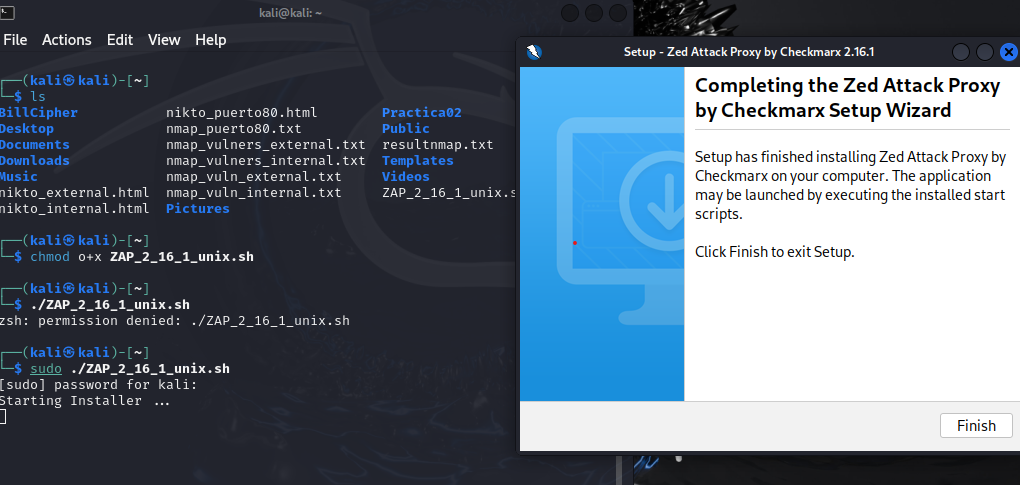 kali@kali: ~
File Actions Edit View Help
┌──(kali㉿kali)-[~]
└─$ ls
BillCipher nikto_puerto80.html Practica02
Desktop nmap_puerto80.txt Public
Documents nmap_vulners_external.txt resultnmap.txt
Downloads nmap_vulners_internal.txt Templates
Music nmap_vuln_external.txt Videos
nikto_external.html nmap_vuln_internal.txt ZAP_2_16_1_unix.s
nikto_internal.html Pictures
┌──(kali㉿kali)-[~]
└─$ chmod o+x ZAP_2_16_1_unix.sh
┌──(kali㉿kali)-[~]
└─$ ./ZAP_2_16_1_unix.sh
zsh: permission denied: ./ZAP_2_16_1_unix.sh
┌──(kali㉿kali)-[~]
└─$ sudo ./ZAP_2_16_1_unix.sh
[sudo] password for kali:
Starting Installer ...
Setup - Zed Attack Proxy by Checkmarx 2.16.1
Completing the Zed Attack Proxy
by Checkmarx Setup Wizard
Setup has finished installing Zed Attack Proxy by
Checkmarx on your computer. The application
may be launched by executing the installed start
scripts.
Click Finish to exit Setup.
Finish